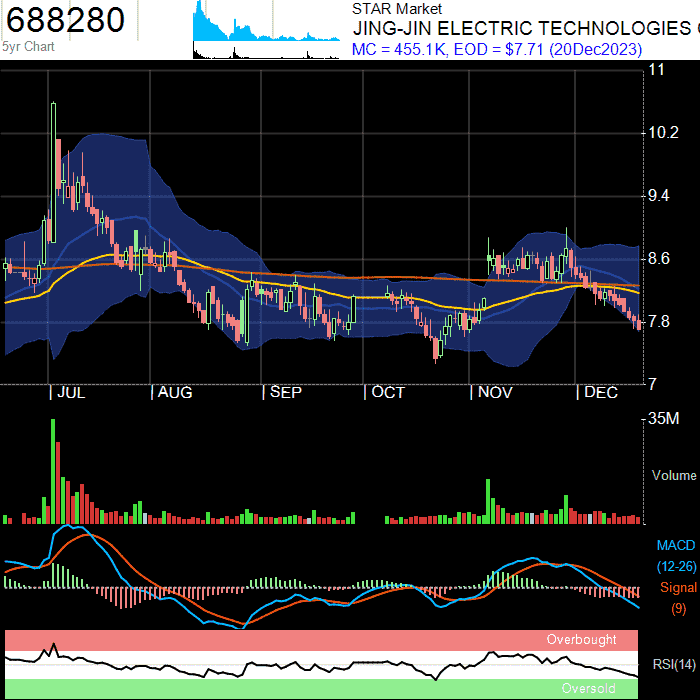 688280
5yr Chart
STAR Market
JING-JIN ELECTRIC TECHNOLOGIES
MC = 455.1K, EOD = $7.71 (20Dec2023)
11
10.2
9.4
8.6
7.8
7
JUL AUG SEP OCT NOV DEC
35M
Volume
MACD
(12-26)
Signal
(9)
Overbought
RSI(14)
Oversold